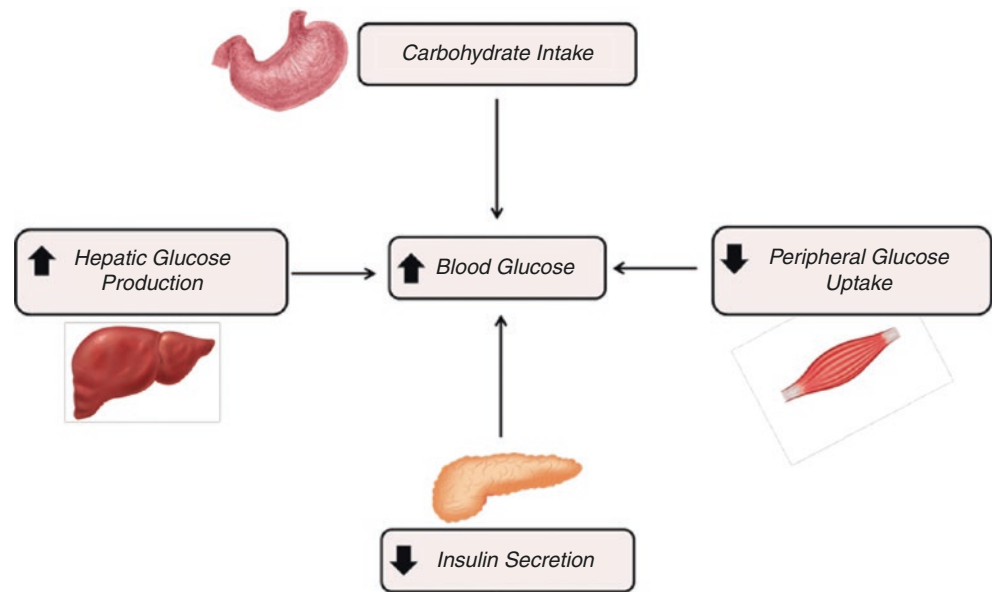 Carbohydrate Intake
Hepatic Glucose
Production
Blood Glucose
Peripheral Glucose
Uptake
Insulin Secretion